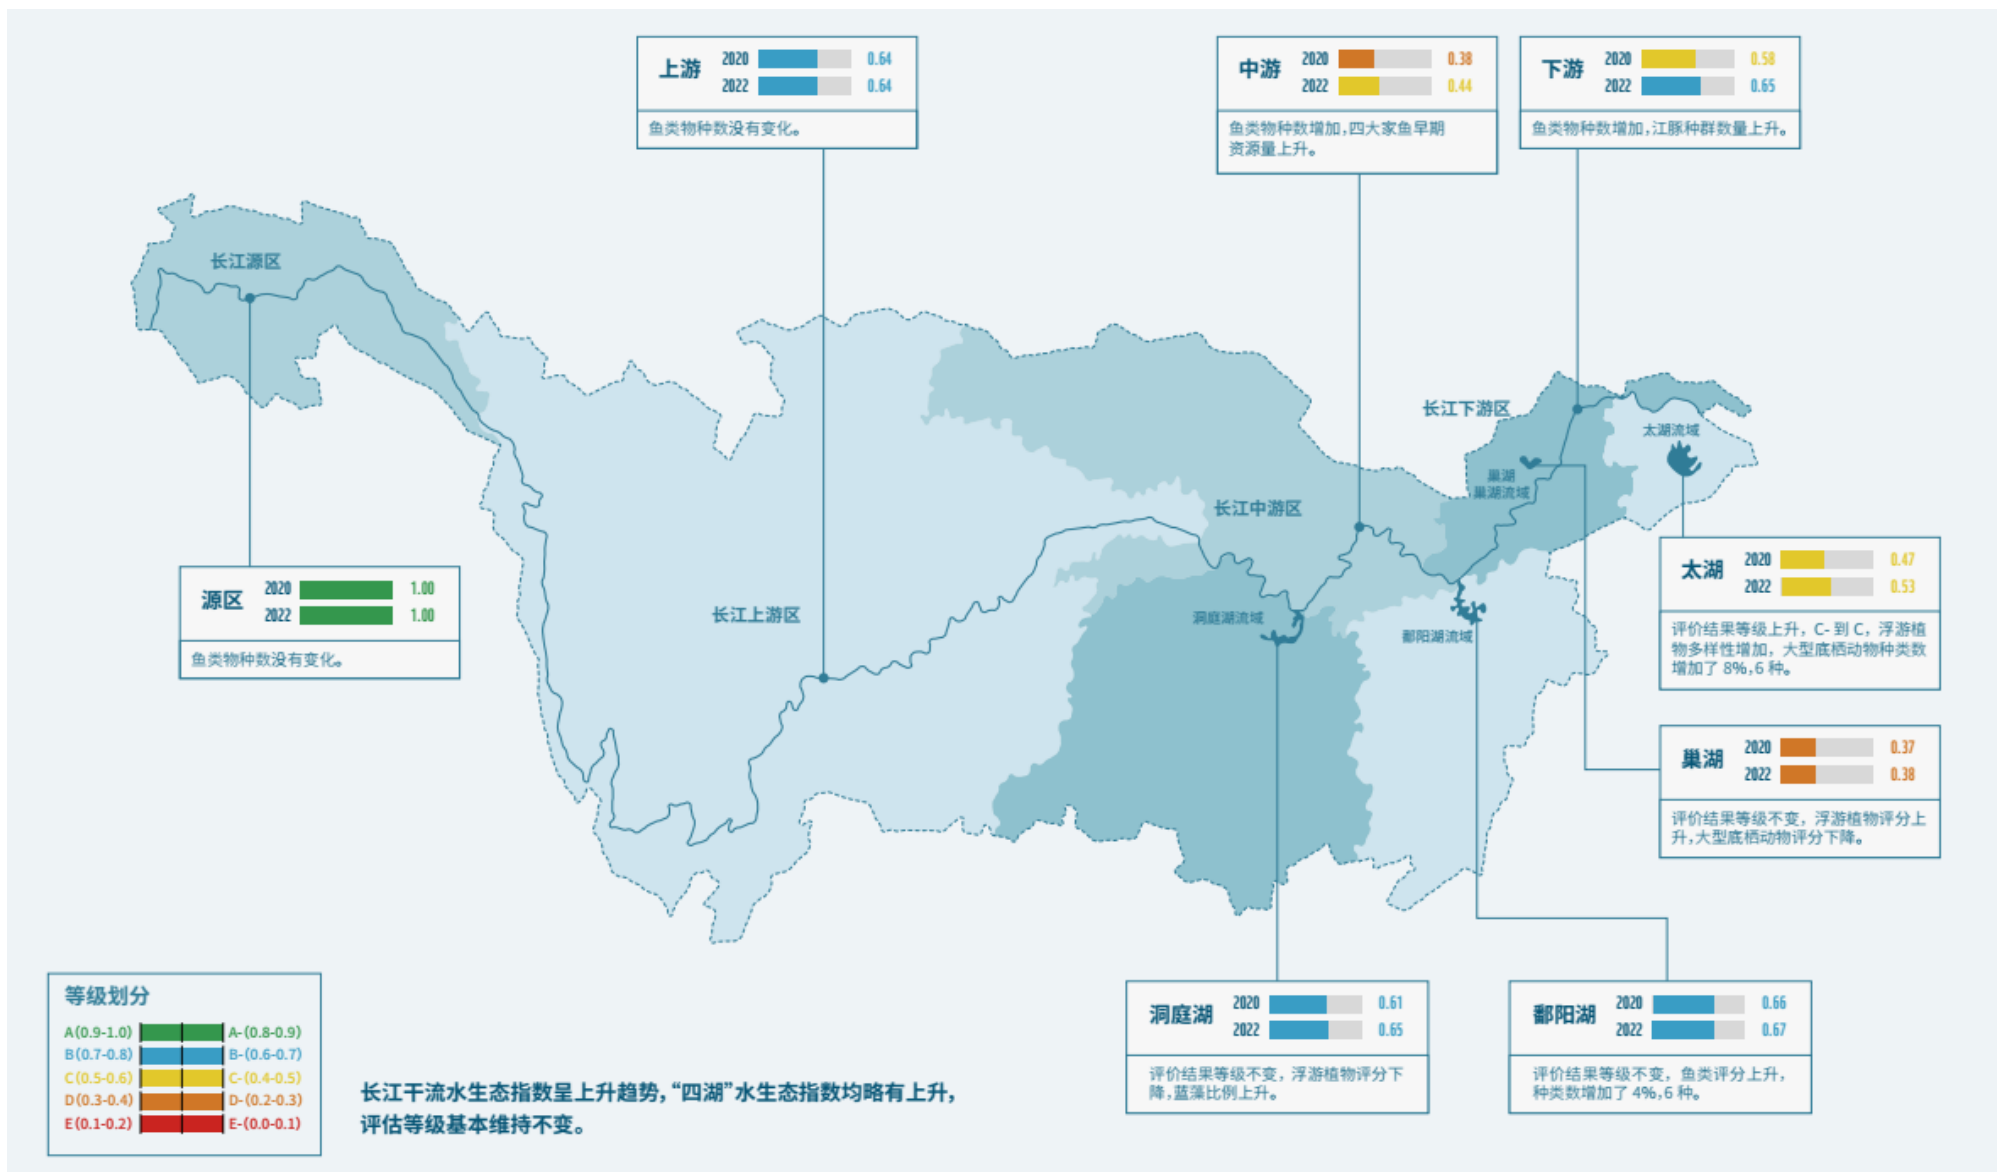 上游
2020 0.64
2022 0.64
鱼类物种数没有变化。
中游
2020 0.38
2022 0.44
鱼类物种数增加,四大家鱼早期
资源量上升。
下游
2020 0.58
2022 0.65
鱼类物种数增加,江豚种群数量上升。
长江源区
长江下游区
太湖流域
巢湖
巢湖流域
长江中游区
源区
2020 1.00
2022 1.00
鱼类物种数没有变化。
长江上游区
洞庭湖流域
鄱阳湖流域
太湖
2020 0.47
2022 0.53
评价结果等级上升，C- 到 C，浮游植
物多样性增加，大型底栖动物种类数
增加了 8%,6 种。
巢湖
2020 0.37
2022 0.38
评价结果等级不变，浮游植物评分上
升,大型底栖动物评分下降。
洞庭湖
2020 0.61
2022 0.65
评价结果等级不变，浮游植物评分下
降,蓝藻比例上升。
鄱阳湖
2020 0.66
2022 0.67
评价结果等级不变，鱼类评分上升，
种类数增加了 4%,6 种。
等级划分
A(0.9-1.0) A-(0.8-0.9)
B(0.7-0.8) B-(0.6-0.7)
C(0.5-0.6) C-(0.4-0.5)
D(0.3-0.4) D-(0.2-0.3)
E(0.1-0.2) E-(0.0-0.1)
长江干流水生态指数呈上升趋势,“四湖”水生态指数均略有上升,
评估等级基本维持不变。